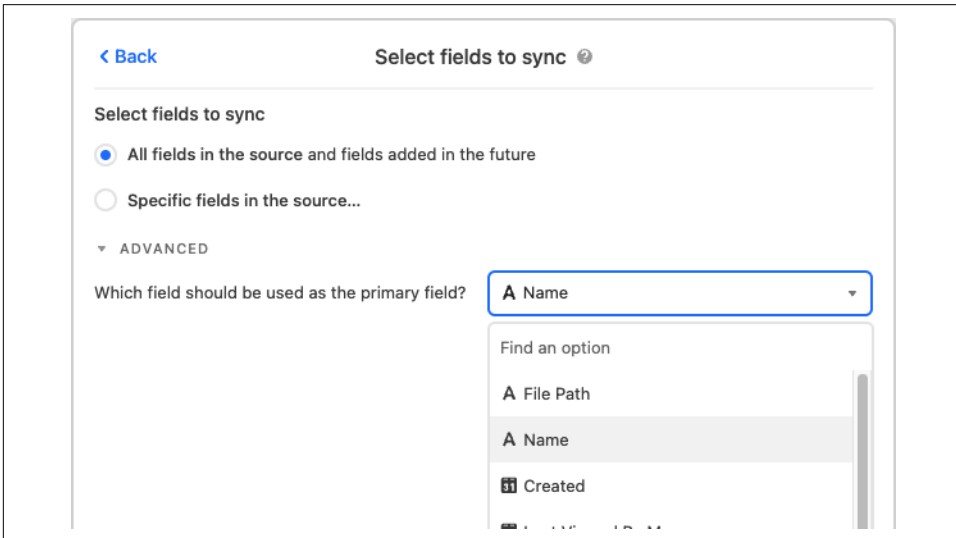 Back
Select fields to sync
Select fields to sync
All fields in the source and fields added in the future
Specific fields in the source...
ADVANCED
Which field should be used as the primary field?
A Name
Find an option
A File Path
A Name
31 Created